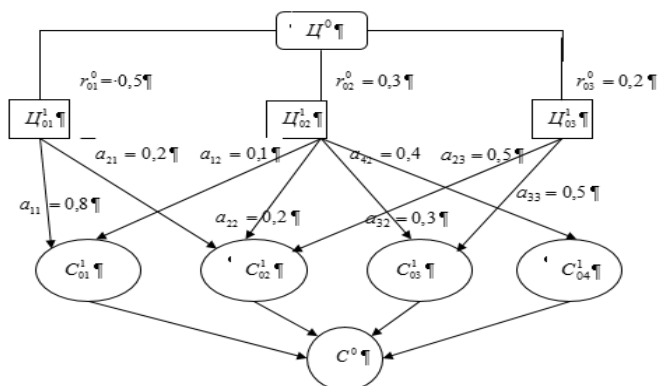 Ц⁰¶
r⁰₀₁=·0,5¶ r⁰₀₂=0,3¶ r⁰₀₃=0,2¶
Ц¹₀₁¶ Ц¹₀₂¶ Ц¹₀₃¶
a₂₁=0,2¶ a₁₂=0,1¶ a₄₂=0,4 a₂₃=0,5¶
a₁₁=0,8¶ a₂₂=0,2¶ a₃₂=0,3¶ a₃₃=0,5¶
C¹₀₁¶ C¹₀₂¶ C¹₀₃¶ C¹₀₄¶
C⁰¶